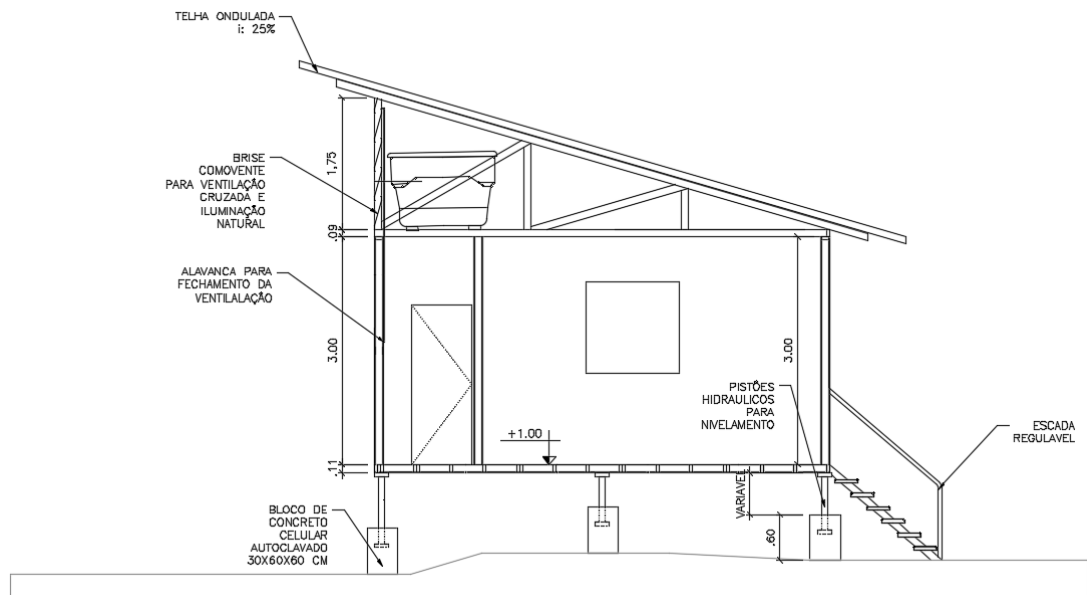 TELHA ONDULADA
i: 25%
1,75
BRISE
COMOVENTE
PARA VENTILAÇÃO
CRUZADA E
ILUMINAÇÃO
NATURAL
.09
ALAVANCA PARA
FECHAMENTO DA
VENTILALAÇÃO
3.00
3.00
PISTÕES
HIDRAULICOS
PARA
NIVELAMENTO
ESCADA
REGULAVEL
+1.00
.11
VARIAVEL
BLOCO DE
CONCRETO
CELULAR
AUTOCLAVADO
30X60X60 CM
.60